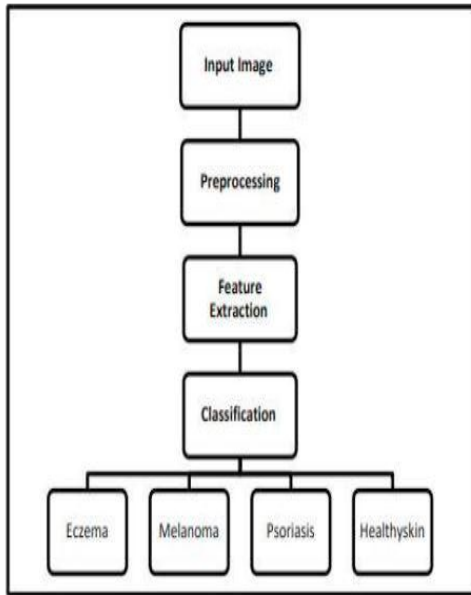 Input Image
Preprocessing
Feature
Extraction
Classification
Eczema
Melanoma
Psoriasis
Healthyskin